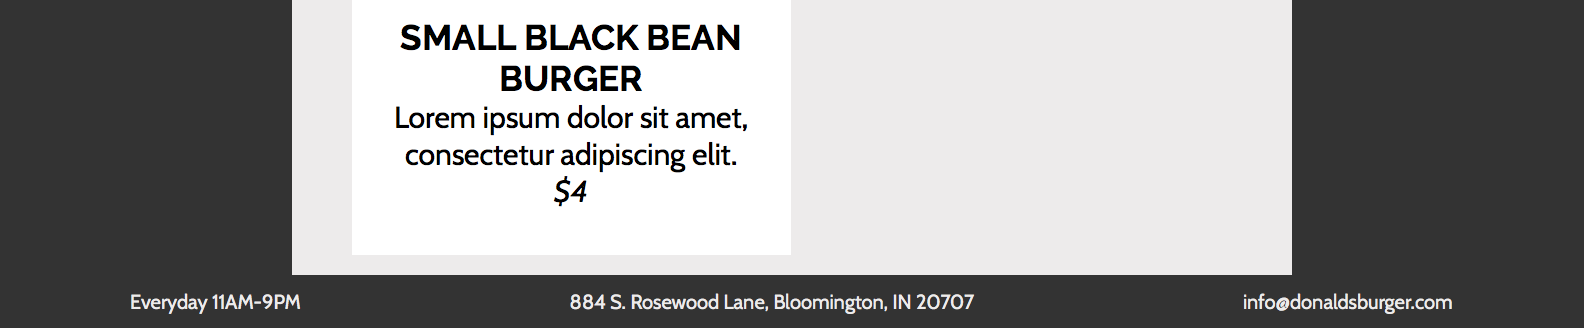 SMALL BLACK BEAN
BURGER
Lorem ipsum dolor sit amet,
consectetur adipiscing elit.
$4
Everyday 11AM-9PM
884 S. Rosewood Lane, Bloomington, IN 20707
info@donaldsburger.com